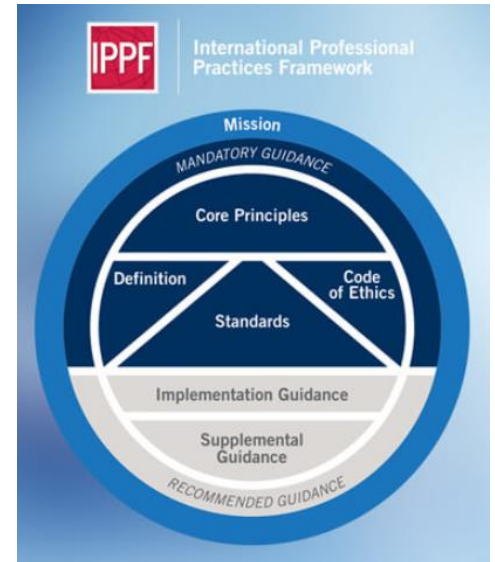 IPPF
International Professional
Practices Framework
Mission
MANDATORY GUIDANCE
Core Principles
Definition
Code
of Ethics
Standards
Implementation Guidance
Supplemental
Guidance
RECOMMENDED GUIDANCE